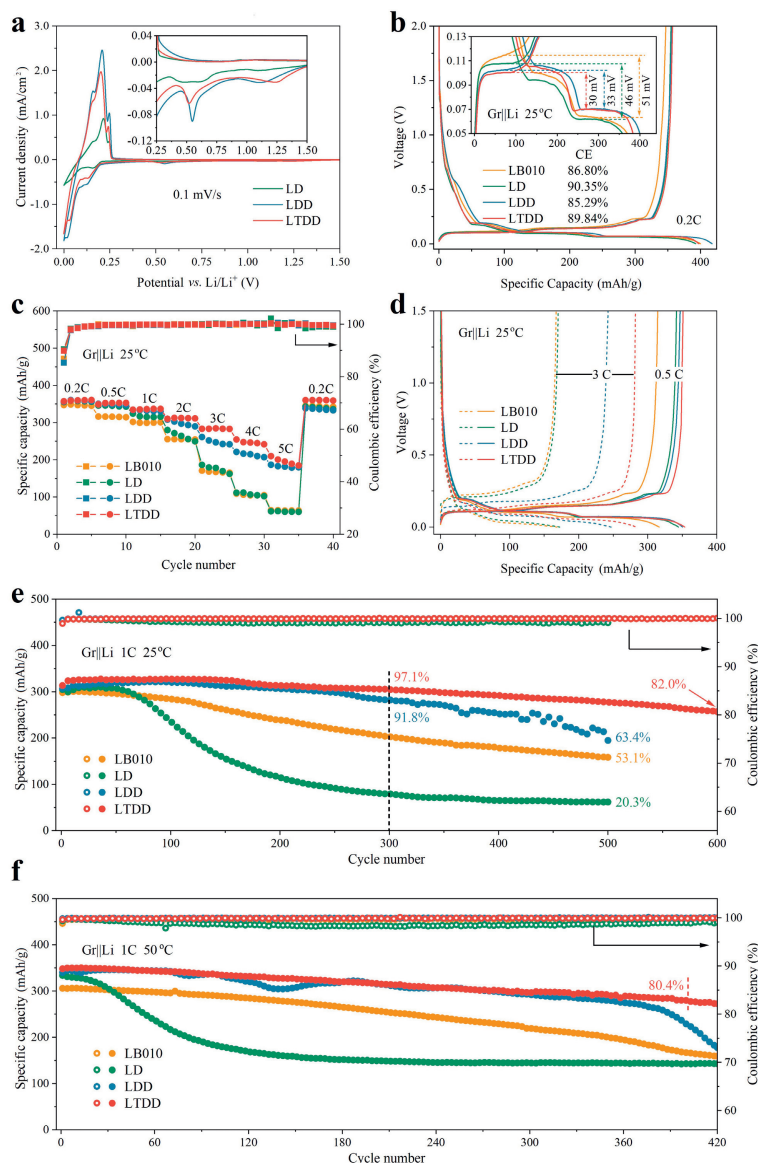 a
Current density (mA/cm²)
3.0
2.5
2.0
1.5
1.0
0.5
0.0
-0.5
-1.0
-1.5
-2.0
0.04
0.00
-0.04
-0.08
-0.12
0.25 0.50 0.75 1.00 1.25 1.50
0.1 mV/s
LD
LDD
LTDD
0.00 0.25 0.50 0.75 1.00 1.50
Potential vs. Li/Li⁺ (V)
b
Voltage (V)
2.0
1.5
1.0
0.5
0.0
0.13
0.11
0.09
0.07
0.05
30 mV
33 mV
46 mV
51 mV
Gr||Li 25°C
0 100 200 300 400
CE
LB010 86.80%
LD 90.35%
LDD 85.29%
LTDD 89.84%
0.2C
0 100 200 300 400
Specific Capacity (mAh/g)
c
Specific capacity (mAh/g)
600
550
500
450
400
350
300
250
200
150
100
50
0
Gr||Li 25°C
0.2C 0.5C 1C 2C 3C 4C 5C 0.2C
LB010
LD
LDD
LTDD
100
90
80
70
60
50
40
30
20
Coulombic efficiency (%)
0 5 10 15 20 25 30 35 40
Cycle number
d
Voltage (V)
1.5
1.0
0.5
0.0
Gr||Li 25°C
3 C 0.5 C
LB010
LD
LDD
LTDD
0 100 200 300 400
Specific Capacity (mAh/g)
e
Specific capacity (mAh/g)
500
400
300
200
100
0
Gr||Li 1C 25°C
97.1%
91.8%
82.0%
63.4%
53.1%
20.3%
LB010
LD
LDD
LTDD
100
90
85
80
75
70
65
60
Coulombic efficiency (%)
0 100 200 300 400 500 600
Cycle number
f
Specific capacity (mAh/g)
500
450
400
350
300
250
200
150
100
50
0
Gr||Li 1C 50°C
80.4%
LB010
LD
LDD
LTDD
100
90
80
70
60
Coulombic efficiency (%)
0 60 120 180 240 300 360 420
Cycle number